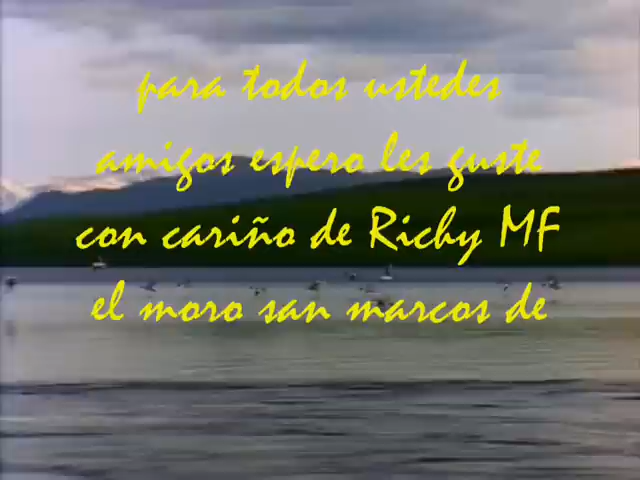 para todos ustedes
amigos espero les guste
con cariño de Richy MF
el moro san marcos de